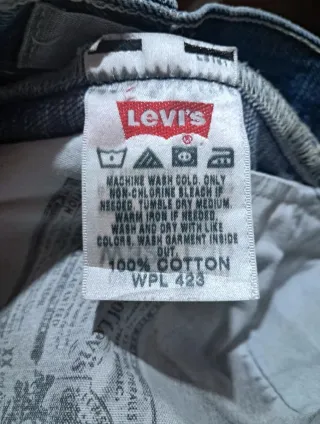 Levi's
®
MACHINE WASH COLD. ONLY
NON-CHLORINE BLEACH IF
NEEDED. TUMBLE DRY MEDIUM.
WARM IRON IF NEEDED.
WASH AND DRY WITH LIKE
COLORS. WASH GARMENT INSIDE
OUT.
100% COTTON
WPL 423